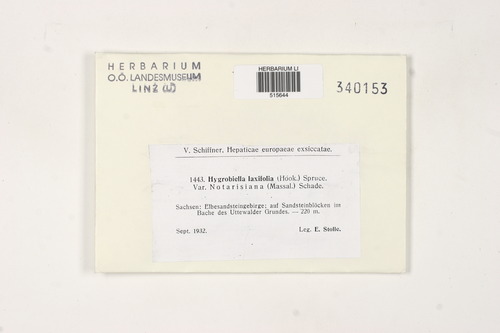 HERBARIUM
O.Ö. LANDESMUSEUM
LINZ (W)
HERBARIUM LI
515644
340153
V. Schiffner, Hepaticae europaeae exsiccatae.
1443. Hygrobiella laxifolia (Hook.) Spruce.
Var. Notarisiana (Massal.) Schade.
Sachsen: Elbesandsteingebirge; auf Sandsteinblöcken im
Bache des Uttewalder Grundes. — 220 m.
Sept. 1932.
Leg. E. Stolle.